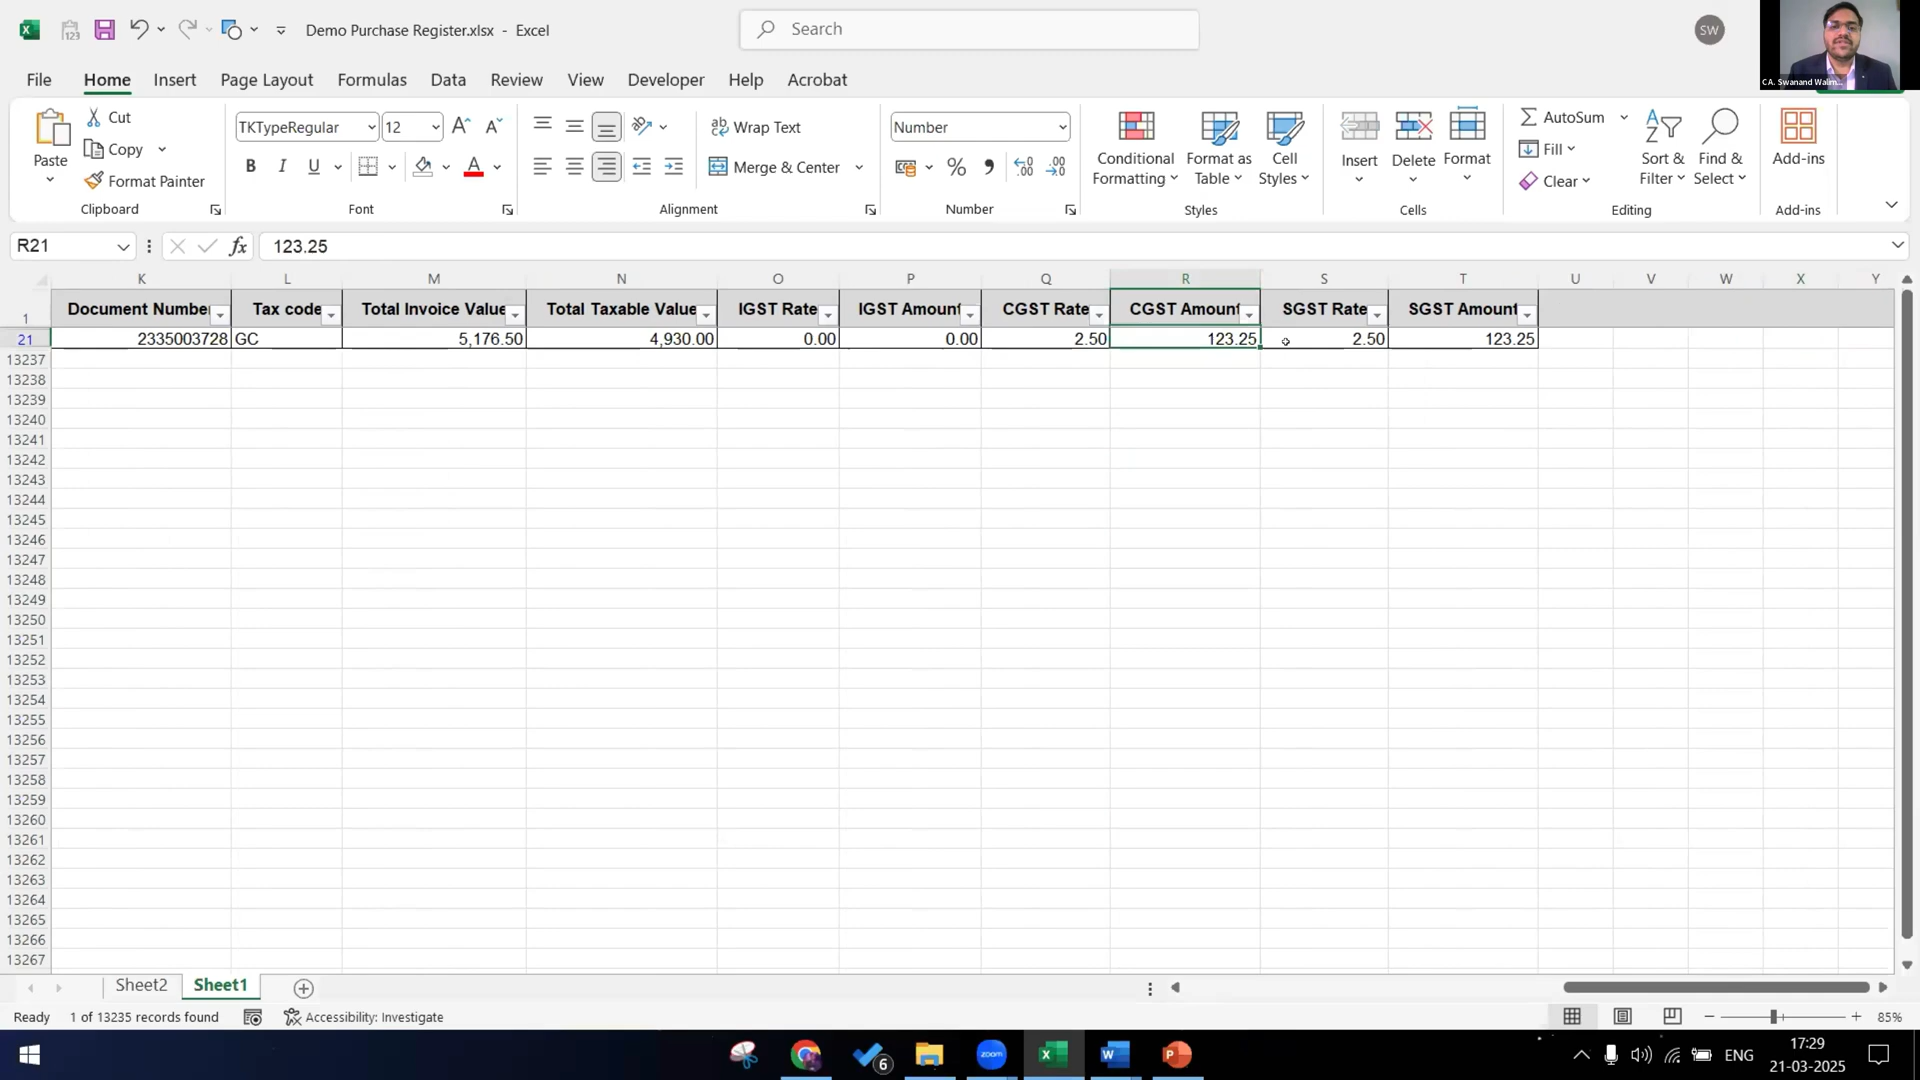 Demo Purchase Register.xlsx - Excel
Search
SW
CA. Swanand Walim...
File Home Insert Page Layout Formulas Data Review View Developer Help Acrobat
Paste
Cut
Copy
Format Painter
Clipboard
TKTypeRegular 12
B I U
Font
Wrap Text
Merge & Center
Alignment
Number
Number
Conditional Formatting
Format as Table
Cell Styles
Styles
Insert Delete Format
Cells
AutoSum
Fill
Clear
Sort & Filter
Find & Select
Editing
Add-ins
Add-ins
R21 fx 123.25
K L M N O P Q R S T U V W X Y
1 Document Numbe Tax code Total Invoice Value Total Taxable Value IGST Rate IGST Amount CGST Rate CGST Amount SGST Rate SGST Amount
21 2335003728 GC 5,176.50 4,930.00 0.00 0.00 2.50 123.25 2.50 123.25
13237
13238
13239
13240
13241
13242
13243
13244
13245
13246
13247
13248
13249
13250
13251
13252
13253
13254
13255
13256
13257
13258
13259
13260
13261
13262
13263
13264
13265
13266
13267
Sheet2 Sheet1
Ready 1 of 13235 records found Accessibility: Investigate 85%
6 zoom ENG 17:29
21-03-2025